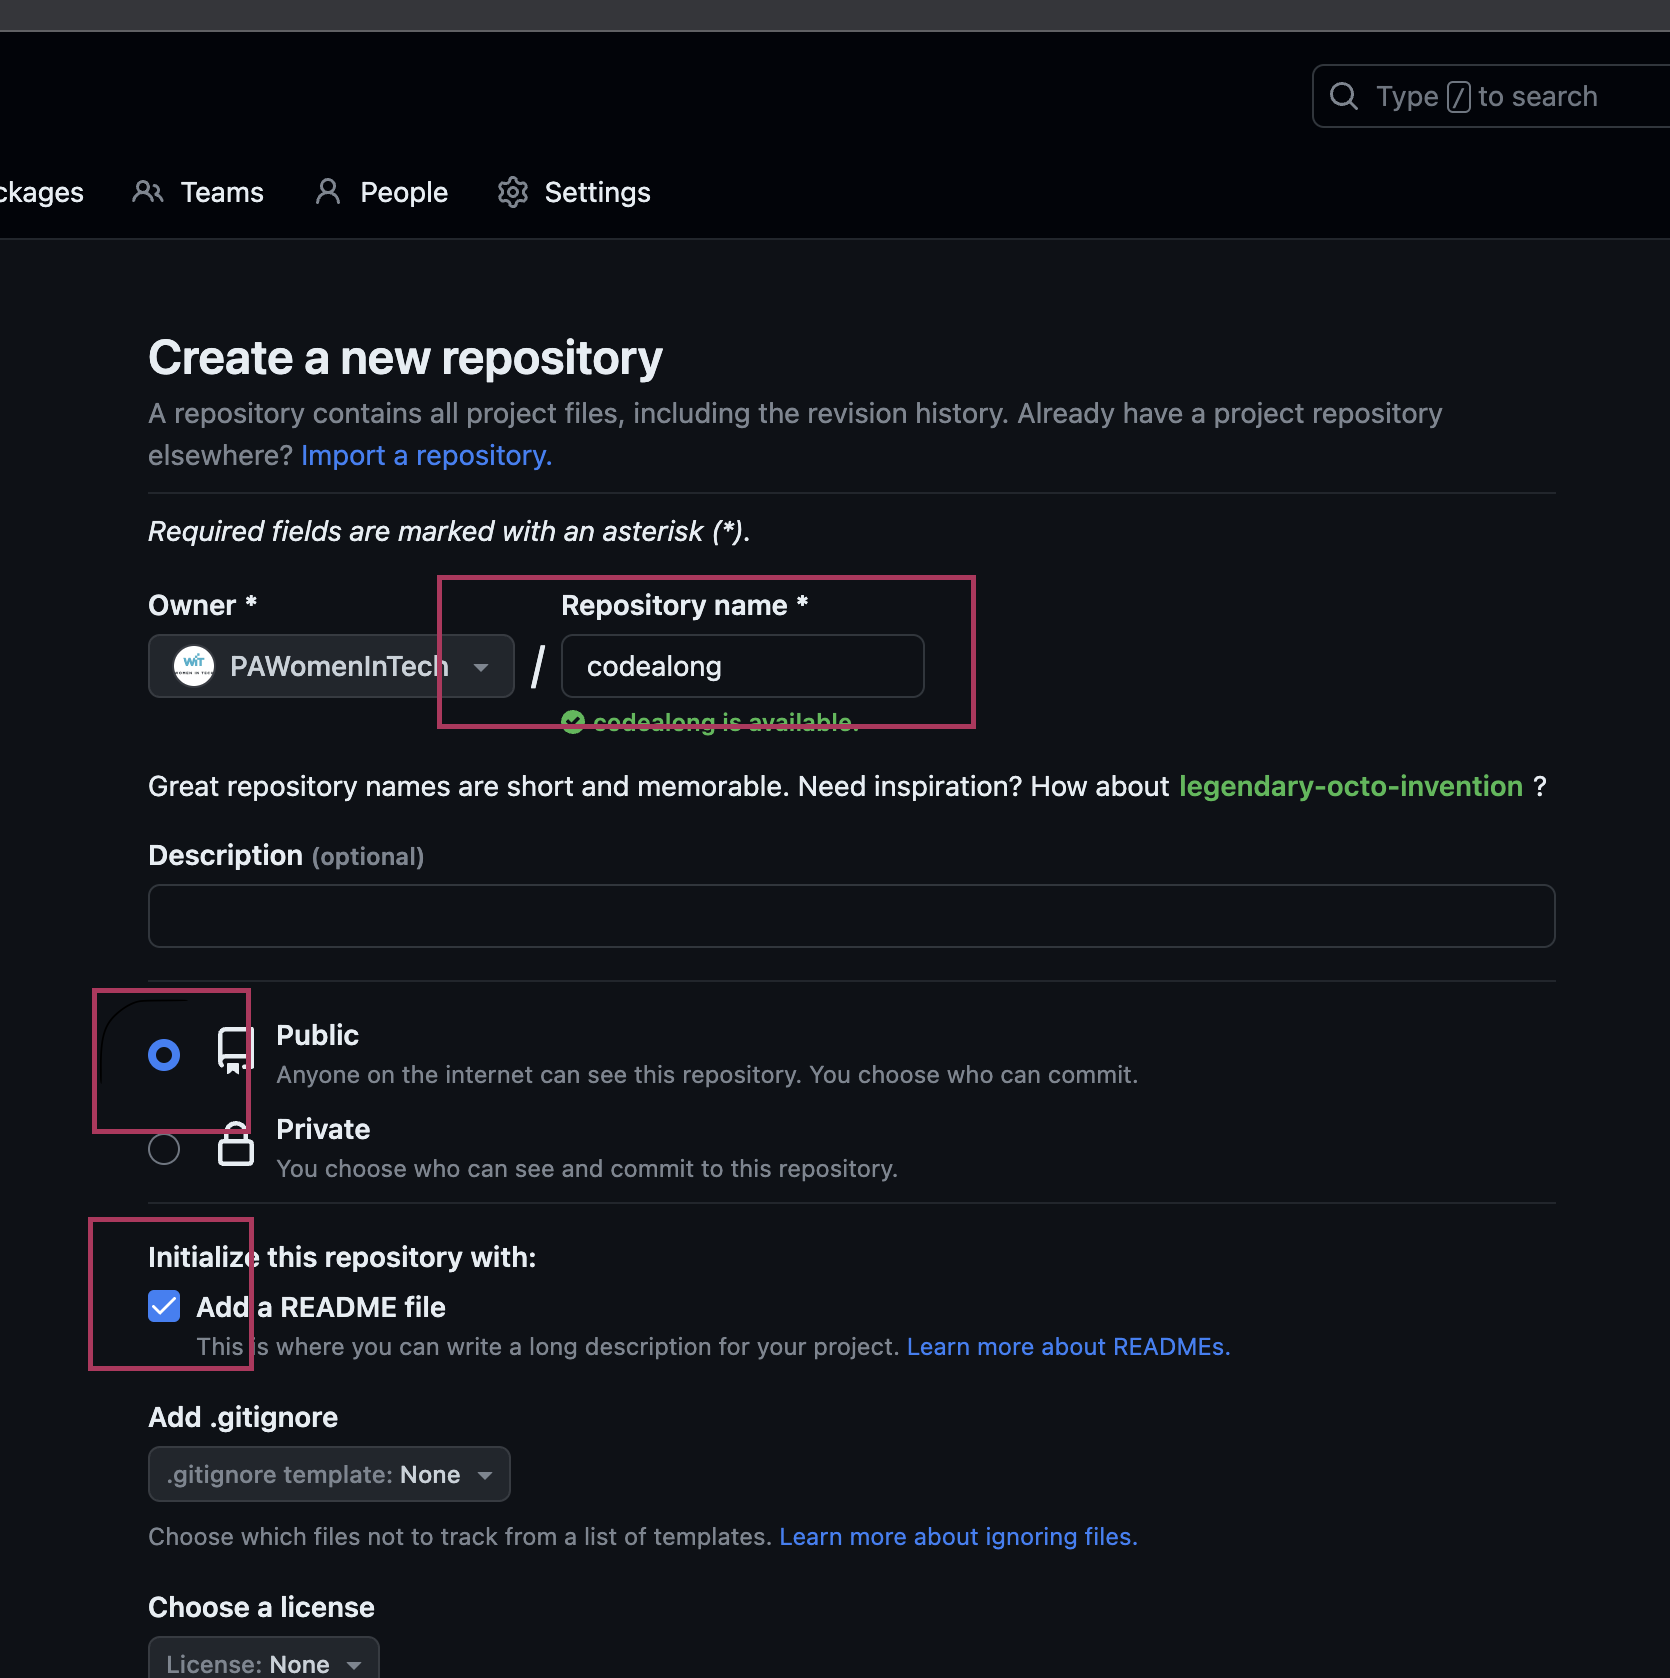 Type / to search
ckages Teams People Settings
Create a new repository
A repository contains all project files, including the revision history. Already have a project repository
elsewhere? Import a repository.
Required fields are marked with an asterisk (*).
Owner * Repository name *
WiT
WOMEN IN TECH
PAWomenInTech / codealong
codealong is available.
Great repository names are short and memorable. Need inspiration? How about legendary-octo-invention ?
Description (optional)
Public
Anyone on the internet can see this repository. You choose who can commit.
Private
You choose who can see and commit to this repository.
Initialize this repository with:
Add a README file
This is where you can write a long description for your project. Learn more about READMEs.
Add .gitignore
.gitignore template: None
Choose which files not to track from a list of templates. Learn more about ignoring files.
Choose a license
License: None